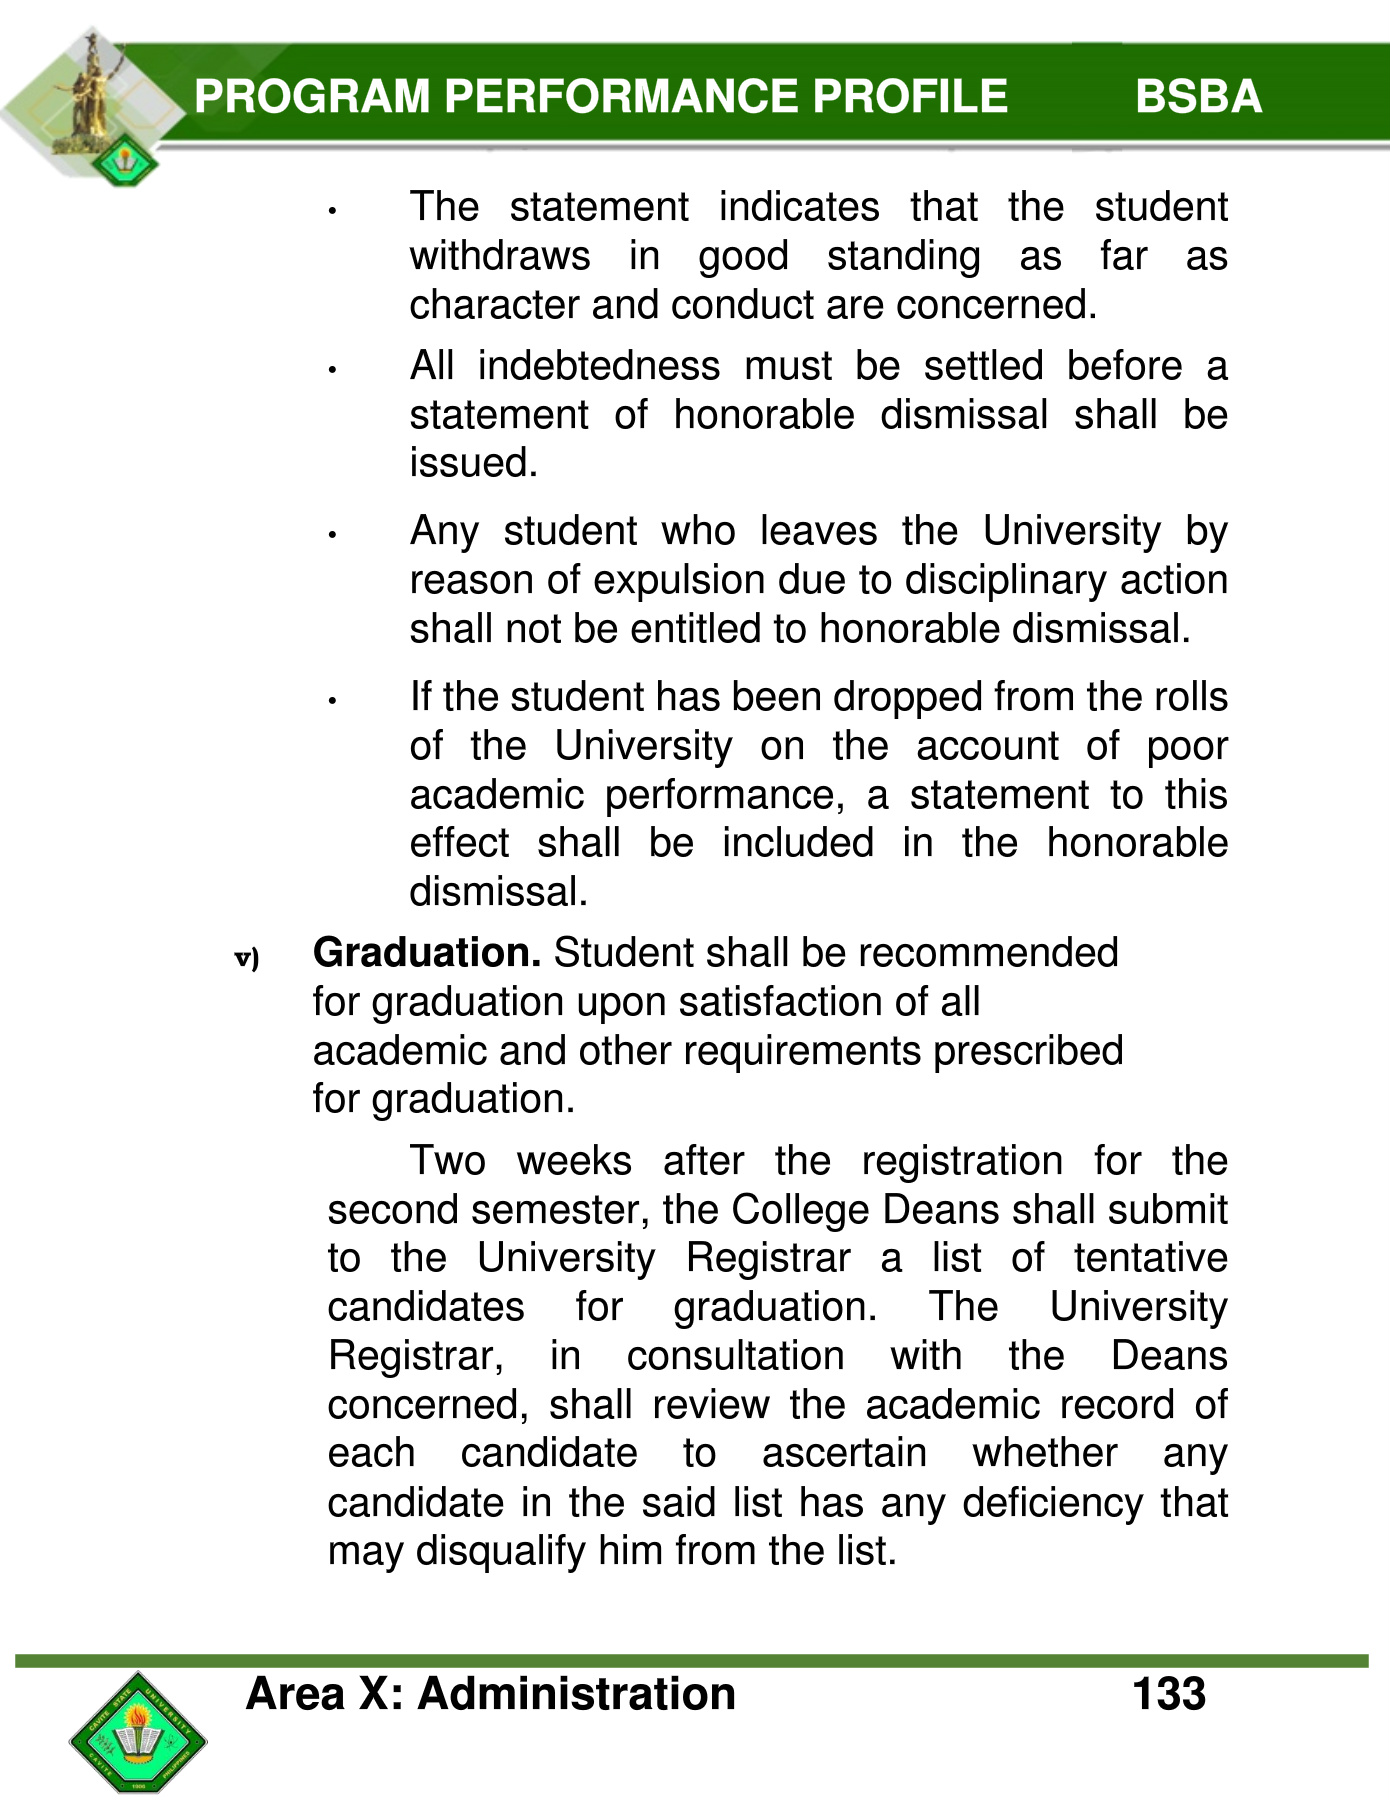 PROGRAM PERFORMANCE PROFILE BSBA
• The statement indicates that the student
withdraws in good standing as far as
character and conduct are concerned.
• All indebtedness must be settled before a
statement of honorable dismissal shall be
issued.
• Any student who leaves the University by
reason of expulsion due to disciplinary action
shall not be entitled to honorable dismissal.
• If the student has been dropped from the rolls
of the University on the account of poor
academic performance, a statement to this
effect shall be included in the honorable
dismissal.
v) Graduation. Student shall be recommended
for graduation upon satisfaction of all
academic and other requirements prescribed
for graduation.
Two weeks after the registration for the
second semester, the College Deans shall submit
to the University Registrar a list of tentative
candidates for graduation. The University
Registrar, in consultation with the Deans
concerned, shall review the academic record of
each candidate to ascertain whether any
candidate in the said list has any deficiency that
may disqualify him from the list.
Area X: Administration 133
CAVITE STATE UNIVERSITY
CAVITE PHILIPPINES
1906